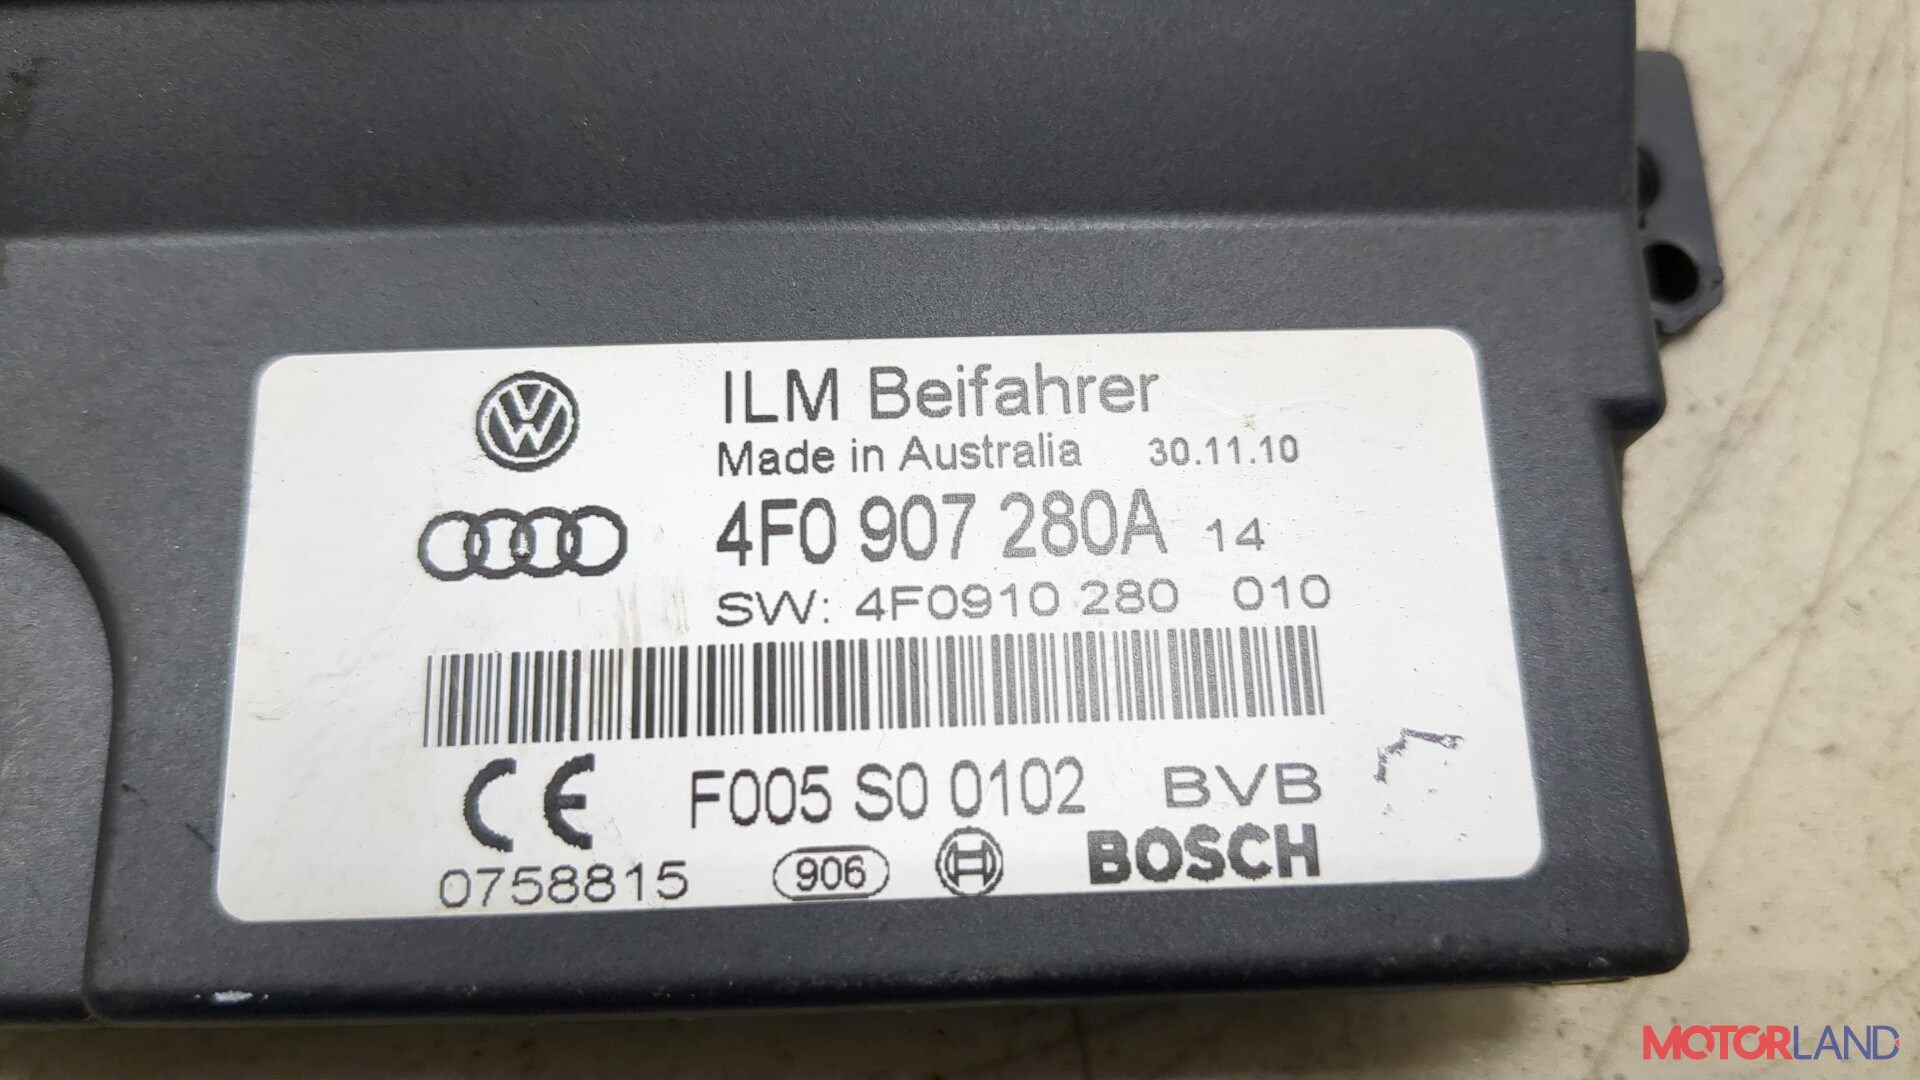 ILM Beifahrer
Made in Australia 30.11.10
4F0 907 280A 14
SW: 4F0910 280 010
CE F005 S0 0102 BVB
0758815 906 BOSCH
MOTORLAND